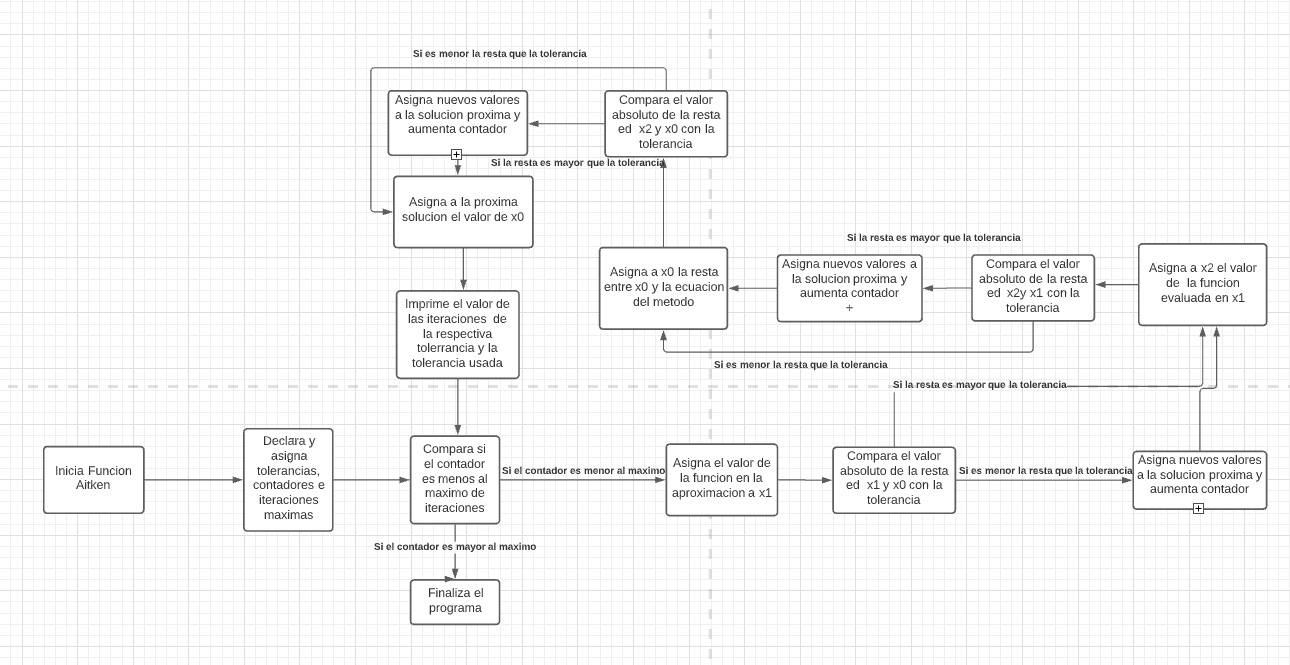 Si es menor la resta que la tolerancia
Asigna nuevos valores
a la solucion proxima y
aumenta contador
Compara el valor
absoluto de la resta
ed x2 y x0 con la
tolerancia
Si la resta es mayor que la tolerancia
Asigna a la proxima
solucion el valor de x0
Imprime el valor de
las iteraciones de
la respectiva
tolerrancia y la
tolerancia usada
Asigna a x0 la resta
entre x0 y la ecuacion
del metodo
Si la resta es mayor que la tolerancia
Asigna nuevos valores a
la solucion proxima y
aumenta contador
+
Compara el valor
absoluto de la resta
ed x2y x1 con la
tolerancia
Asigna a x2 el valor
de la funcion
evaluada en x1
Si es menor la resta que la tolerancia
Si la resta es mayor que la tolerancia
Inicia Funcion
Aitken
Declara y
asigna
tolerancias,
contadores e
iteraciones
maximas
Compara si
el contador
es menos al
maximo de
iteraciones
Si el contador es menor al maximo
Asigna el valor de
la funcion en la
aproximacion a x1
Compara el valor
absoluto de la resta
ed x1 y x0 con la
tolerancia
Si es menor la resta que la tolerancia
Asigna nuevos valores
a la solucion proxima y
aumenta contador
Si el contador es mayor al maximo
Finaliza el
programa